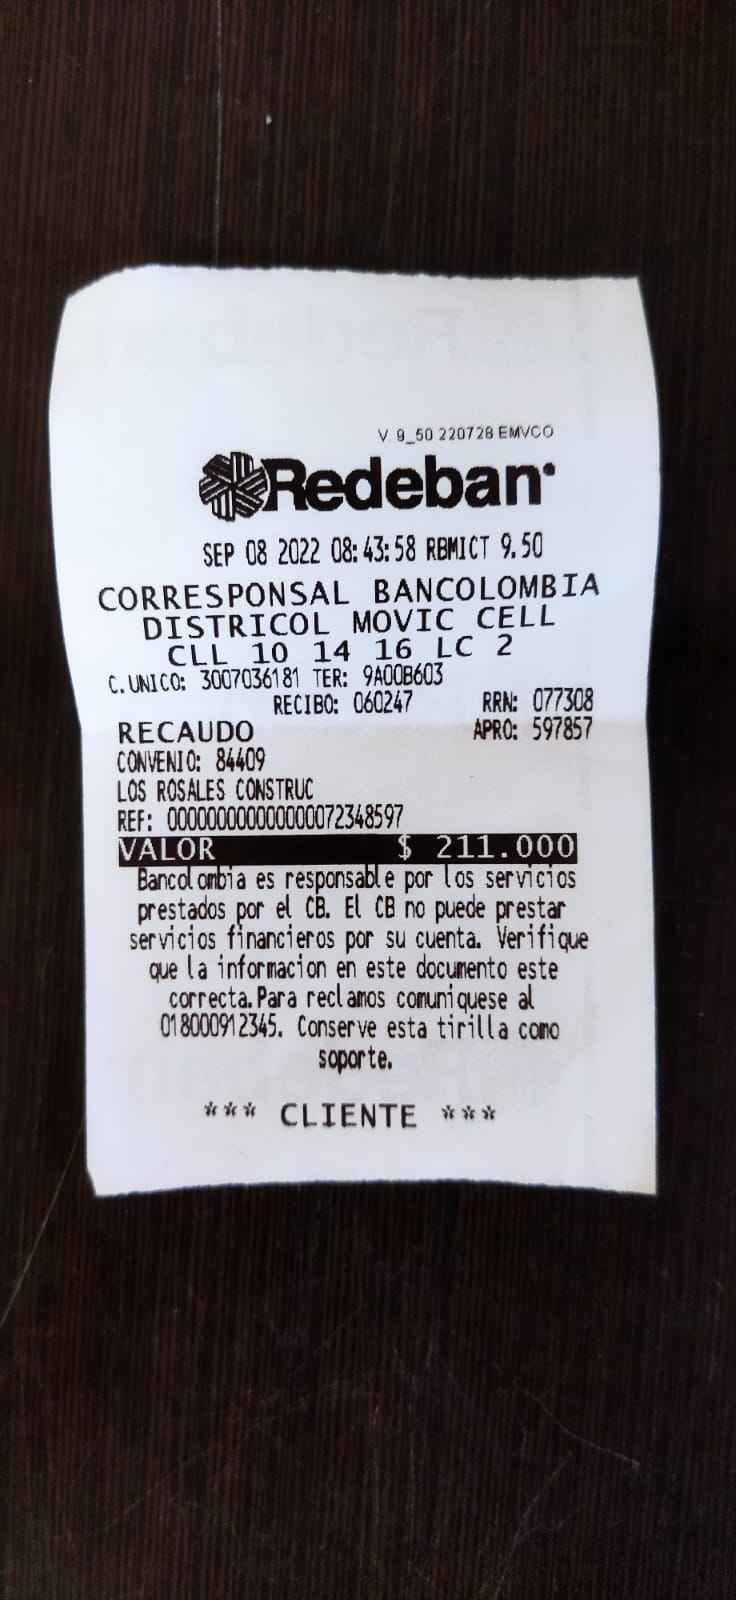 V 9_50 220728 EMVCO
Redeban
SEP 08 2022 08:43:58 RBMICT 9.50
CORRESPONSAL BANCOLOMBIA
DISTRICOL MOVIC CELL
CLL 10 14 16 LC 2
C.UNICO: 3007036181 TER: 9A00B603
RECIBO: 060247 RRN: 077308
RECAUDO APRO: 597857
CONVENIO: 84409
LOS ROSALES CONSTRUC
REF: 000000000000000072348597
VALOR $ 211.000
Bancolombia es responsable por los servicios
prestados por el CB. El CB no puede prestar
servicios financieros por su cuenta. Verifique
que la informacion en este documento este
correcta.Para reclamos comuniquese al
018000912345. Conserve esta tirilla como
soporte.
*** CLIENTE ***